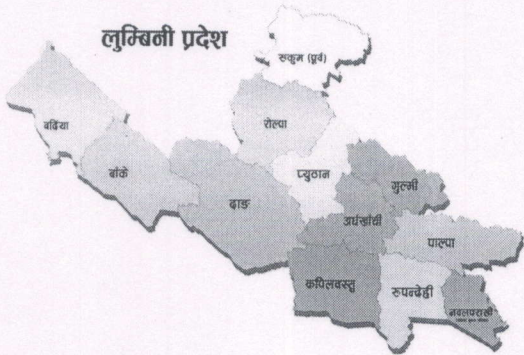 लुम्बिनी प्रदेश
रुकुम (पूर्व)
रोल्पा
बर्दिया
बाँके
दाङ
प्यूठान
गुल्मी
अर्घाखाँची
पाल्पा
कपिलवस्तु
रुपन्देही
नवलपरासी